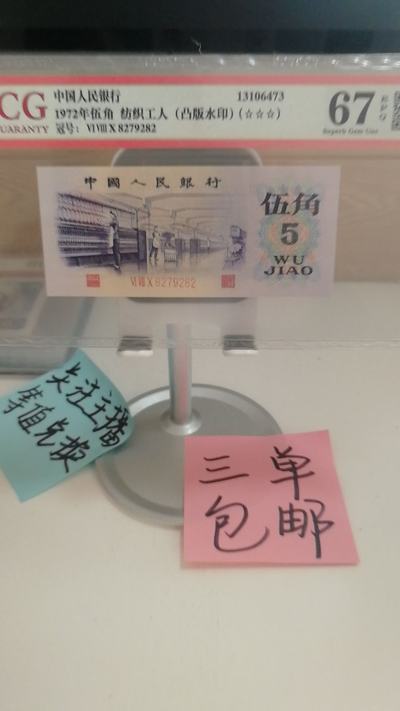 CG
UARANTY
中国人民银行
13106473
1972年伍角 纺织工人（凸版水印）(☆☆☆)
冠号： VI VIII X 8279282
67
EPQ
Superb Gem Unc
中國人民銀行
伍角
5
WU
JIAO
VI VIII X 8279282
关注主播
等值兑换
三单
包邮